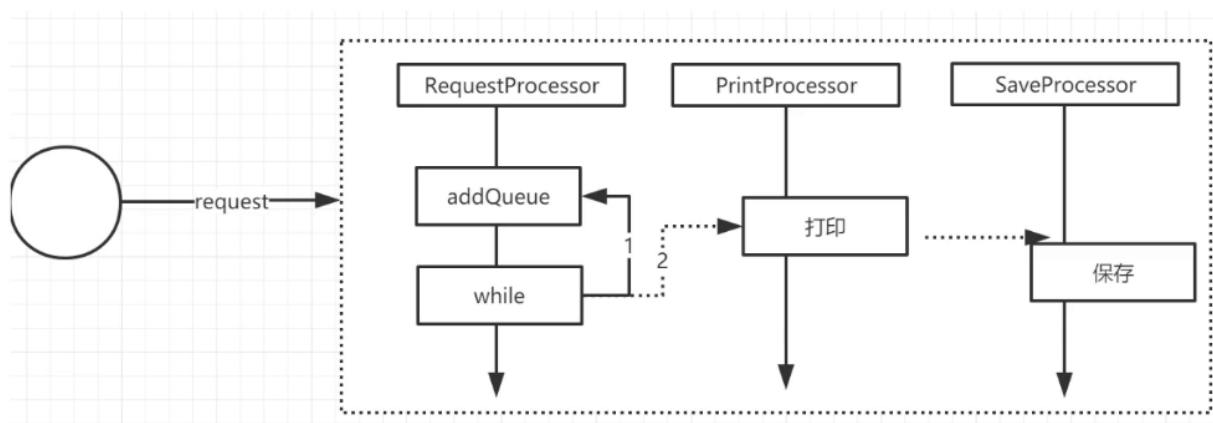 RequestProcessor
PrintProcessor
SaveProcessor
request
addQueue
打印
1
2
while
保存